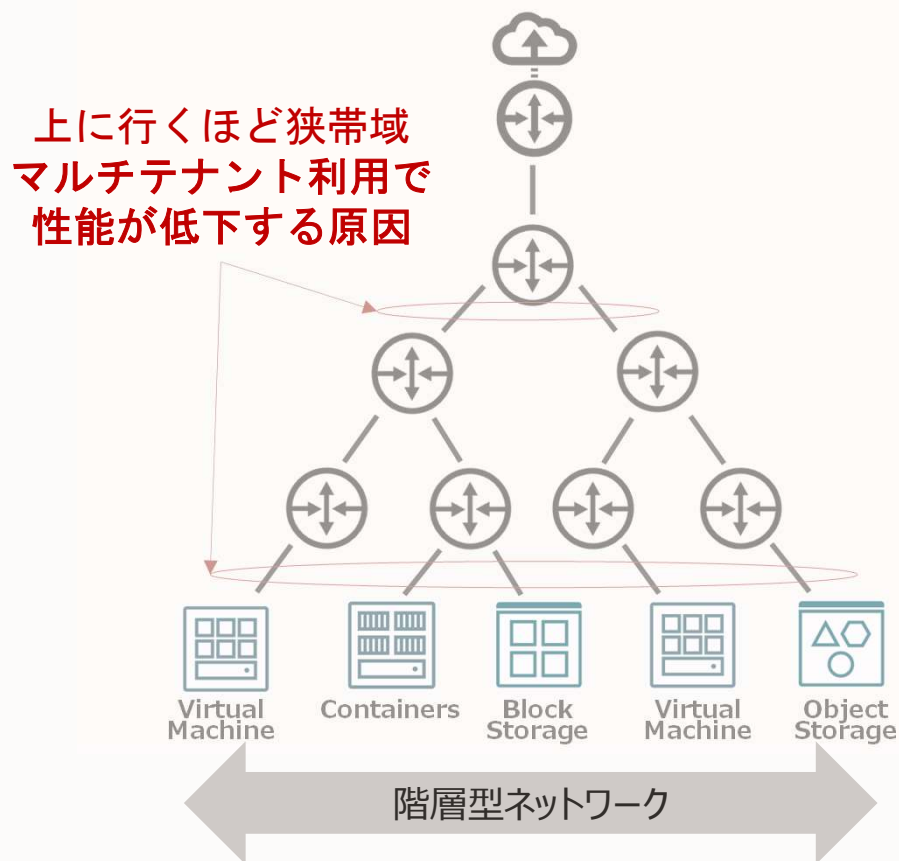 上に行くほど狭帯域
マルチテナント利用で
性能が低下する原因
Virtual
Machine
Containers
Block
Storage
Virtual
Machine
Object
Storage
階層型ネットワーク